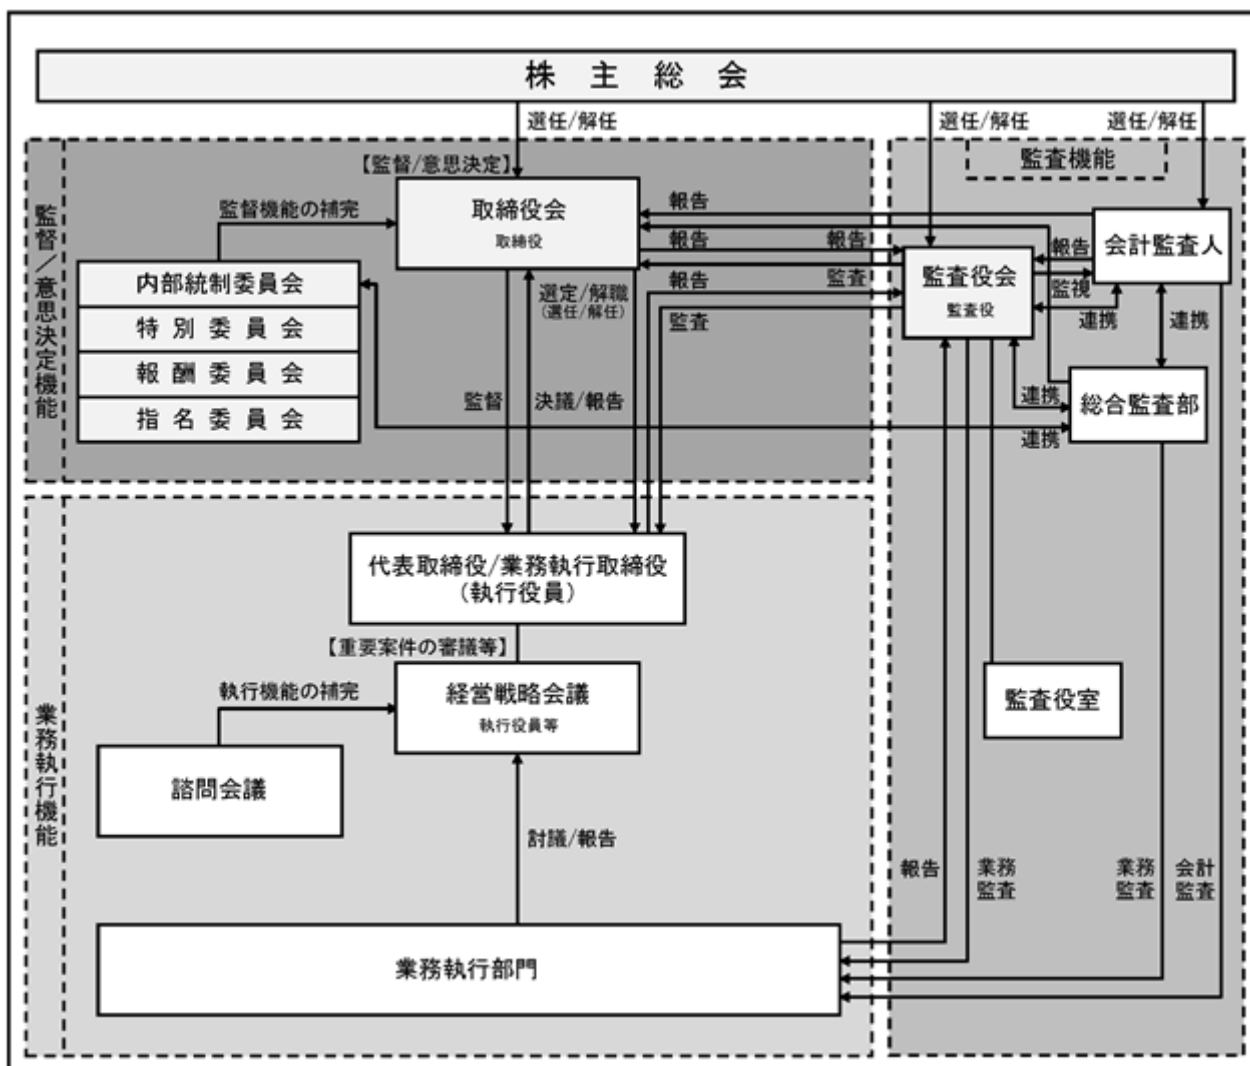 株 主 総 会
選任/解任
選任/解任
選任/解任
監督/意思決定機能
【監督/意思決定】
取締役会
取締役
監督機能の補完
内部統制委員会
特 別 委 員 会
報 酬 委 員 会
指 名 委 員 会
報告
報告
報告
報告
監査
監査
選定/解職
(選任/解任)
監督
決議/報告
監査機能
会計監査人
報告
監視
監査役会
監査役
連携
連携
総合監査部
連携
連携
業務執行機能
代表取締役/業務執行取締役
(執行役員)
【重要案件の審議等】
経営戦略会議
執行役員等
執行機能の補完
諮問会議
討議/報告
監査役室
報告
業務
監査
業務
監査
会計
監査
業務執行部門